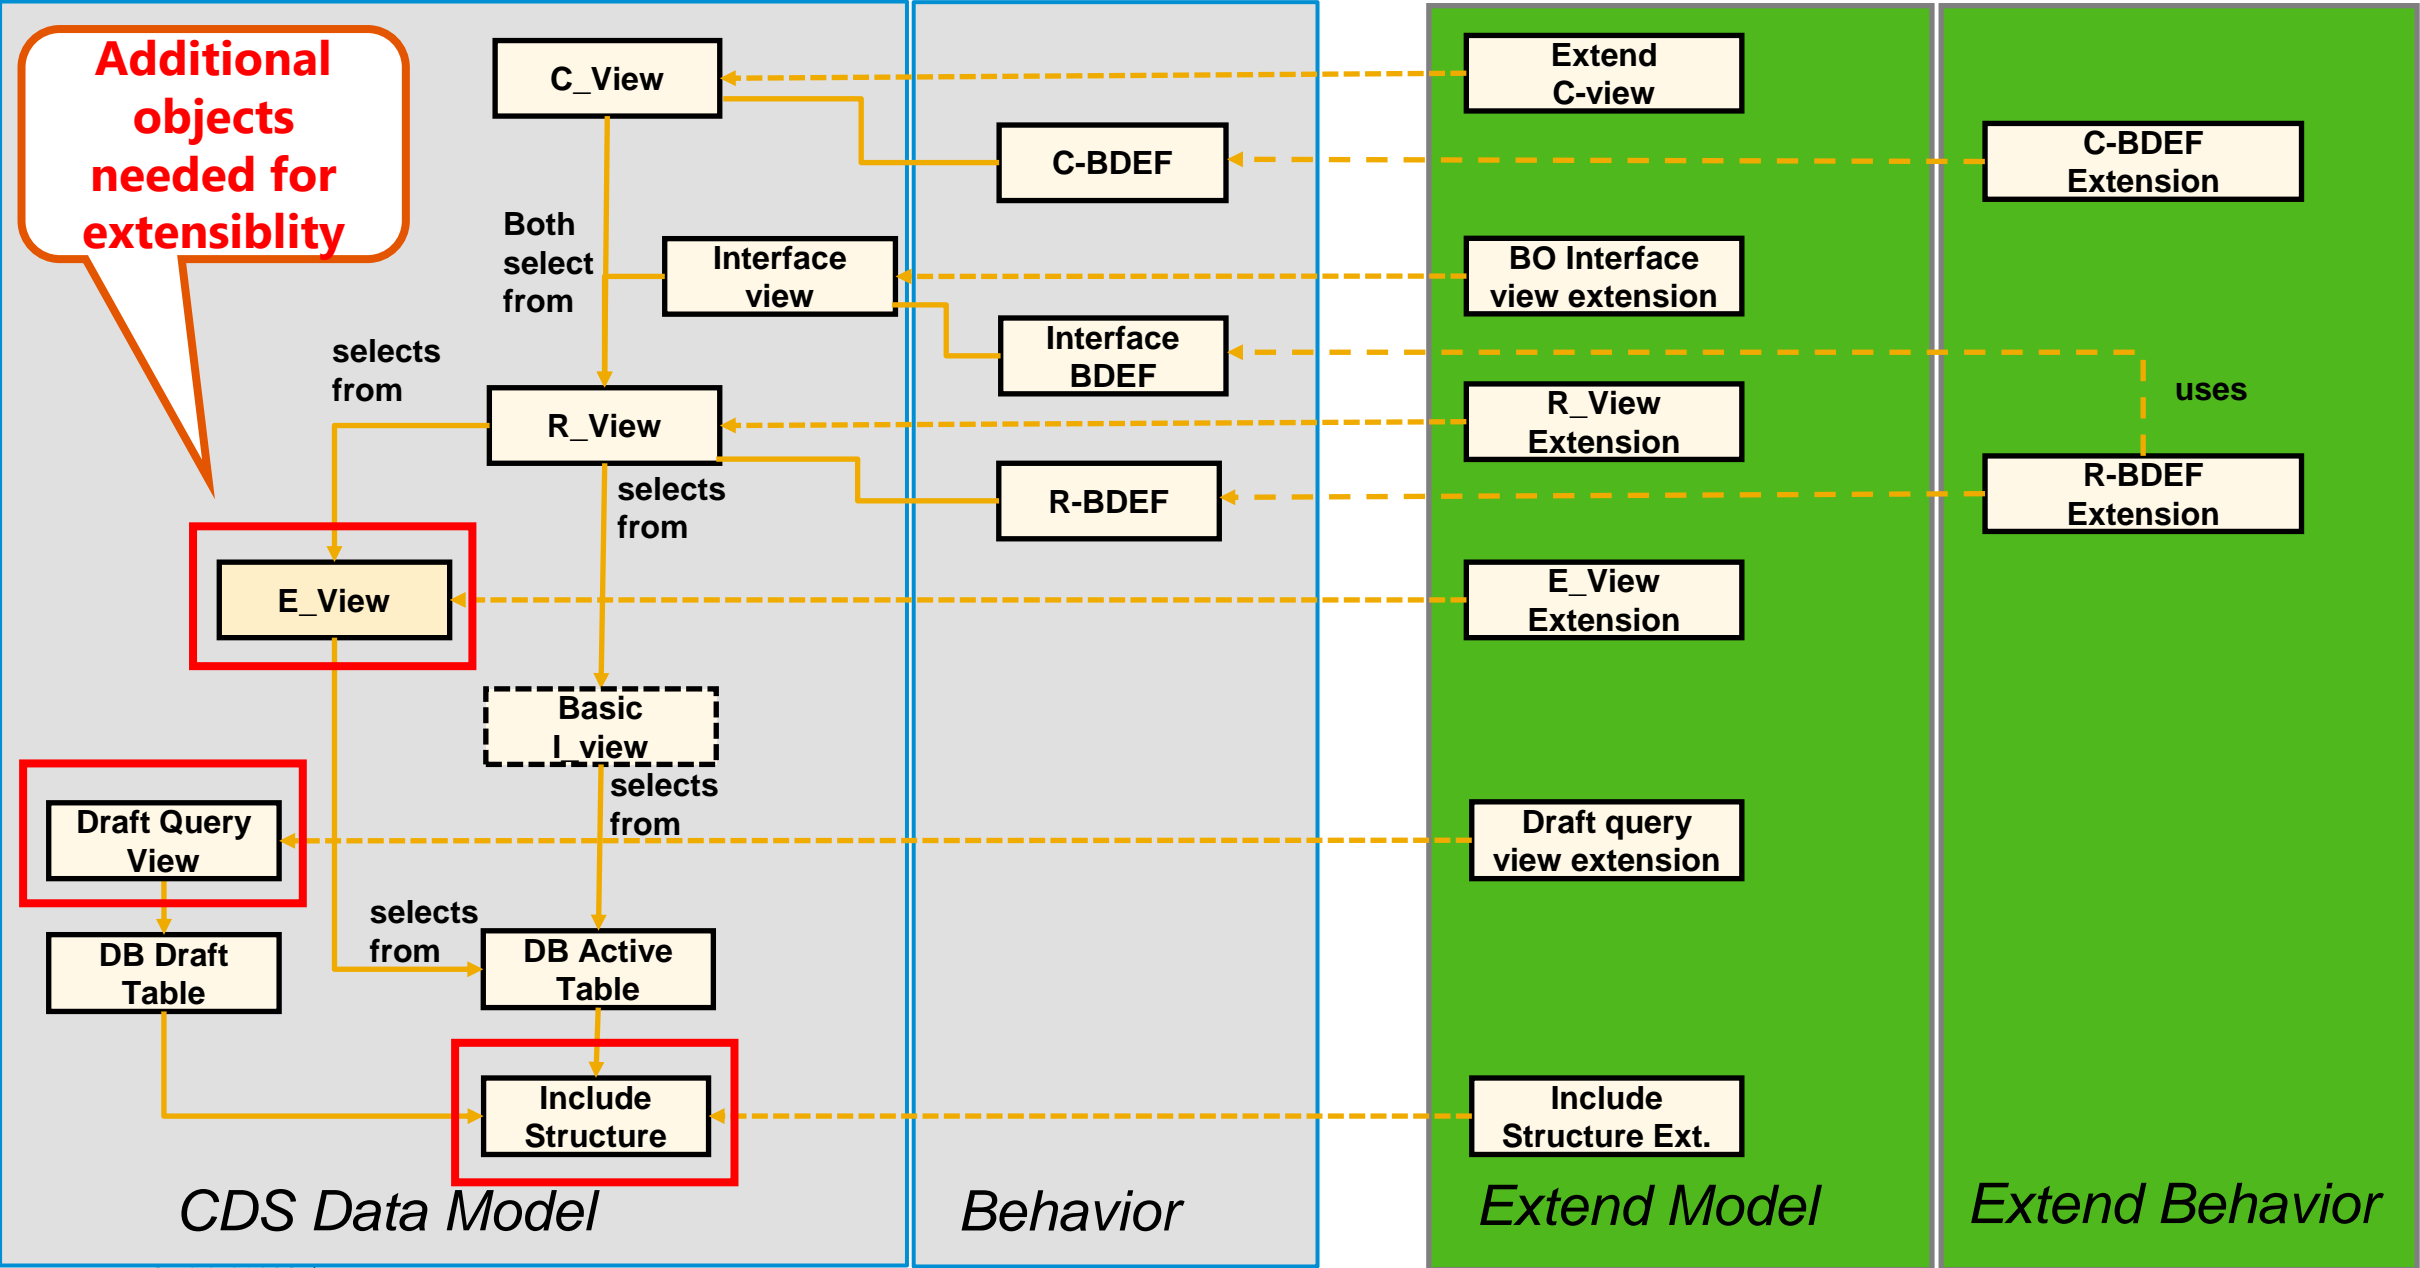 Additional
objects
needed for
extensiblity
C_View
Extend
C-view
C-BDEF
C-BDEF
Extension
Both
select
from
Interface
view
BO Interface
view extension
Interface
BDEF
selects
from
R_View
R_View
Extension
uses
selects
from
R-BDEF
R-BDEF
Extension
E_View
E_View
Extension
Basic
I_view
selects
from
Draft Query
View
Draft query
view extension
selects
from
DB Draft
Table
DB Active
Table
Include
Structure
Include
Structure Ext.
CDS Data Model
Behavior
Extend Model
Extend Behavior